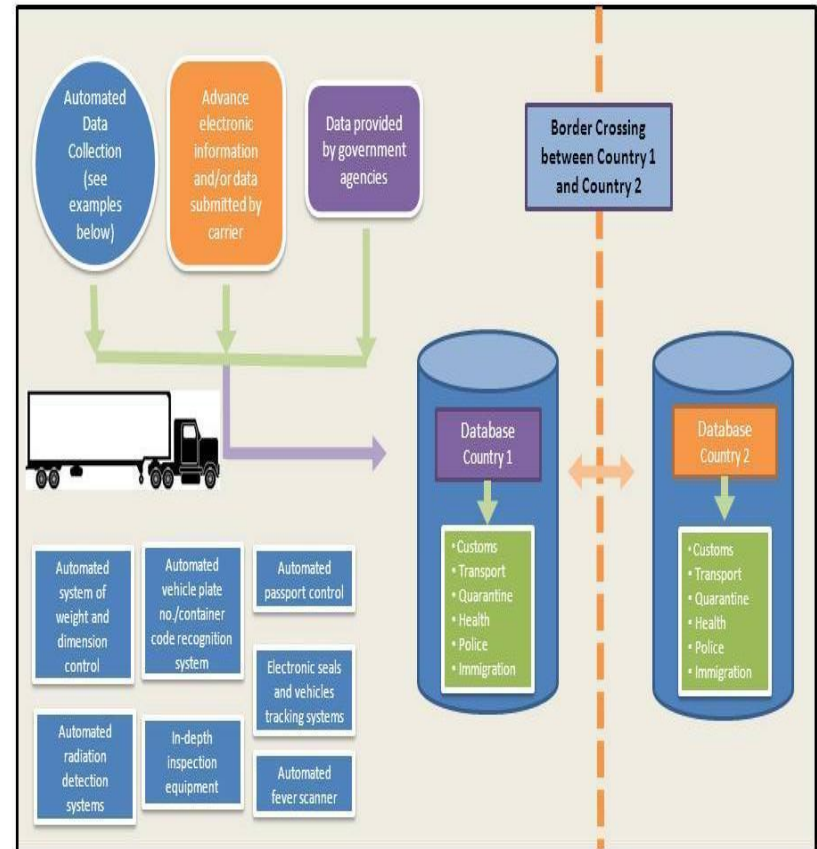 Automated
Data
Collection
(see
examples
below)
Advance
electronic
information
and/or data
submitted by
carrier
Data provided
by government
agencies
Border Crossing
between Country 1
and Country 2
Database
Country 1
• Customs
• Transport
• Quarantine
• Health
• Police
• Immigration
Database
Country 2
• Customs
• Transport
• Quarantine
• Health
• Police
• Immigration
Automated
system of
weight and
dimension
control
Automated
vehicle plate
no./container
code recognition
system
Automated
passport control
Electronic seals
and vehicles
tracking systems
Automated
radiation
detection
systems
In-depth
inspection
equipment
Automated
fever scanner